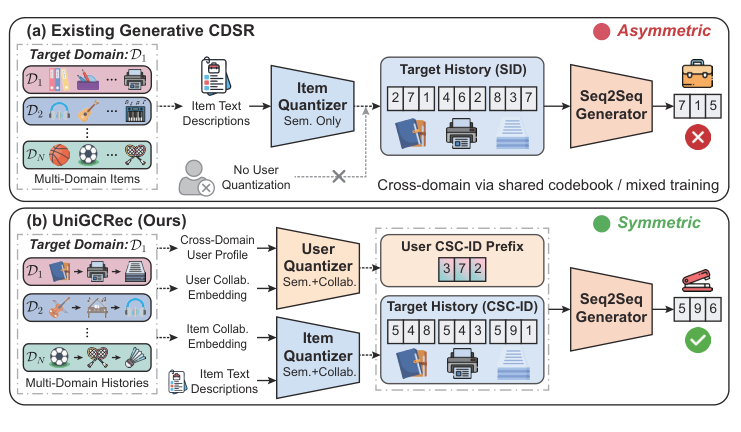 (a) Existing Generative CDSR
Asymmetric
Target Domain: D₁
D₁ ...
D₂ ...
⋮
D_N ...
Multi-Domain Items
Item Text
Descriptions
Item
Quantizer
Sem. Only
No User
Quantization
Target History (SID)
2 7 1 4 6 2 8 3 7
Seq2Seq
Generator
7 1 5
Cross-domain via shared codebook / mixed training
(b) UniGCRec (Ours)
Symmetric
Target Domain: D₁
D₁
D₂
⋮
D_N
Multi-Domain Histories
Cross-Domain
User Profile
User Collab.
Embedding
Item Collab.
Embedding
Item Text
Descriptions
User
Quantizer
Sem.+Collab.
Item
Quantizer
Sem.+Collab.
User CSC-ID Prefix
3 7 2
Target History (CSC-ID)
5 4 8 5 4 3 5 9 1
Seq2Seq
Generator
5 9 6